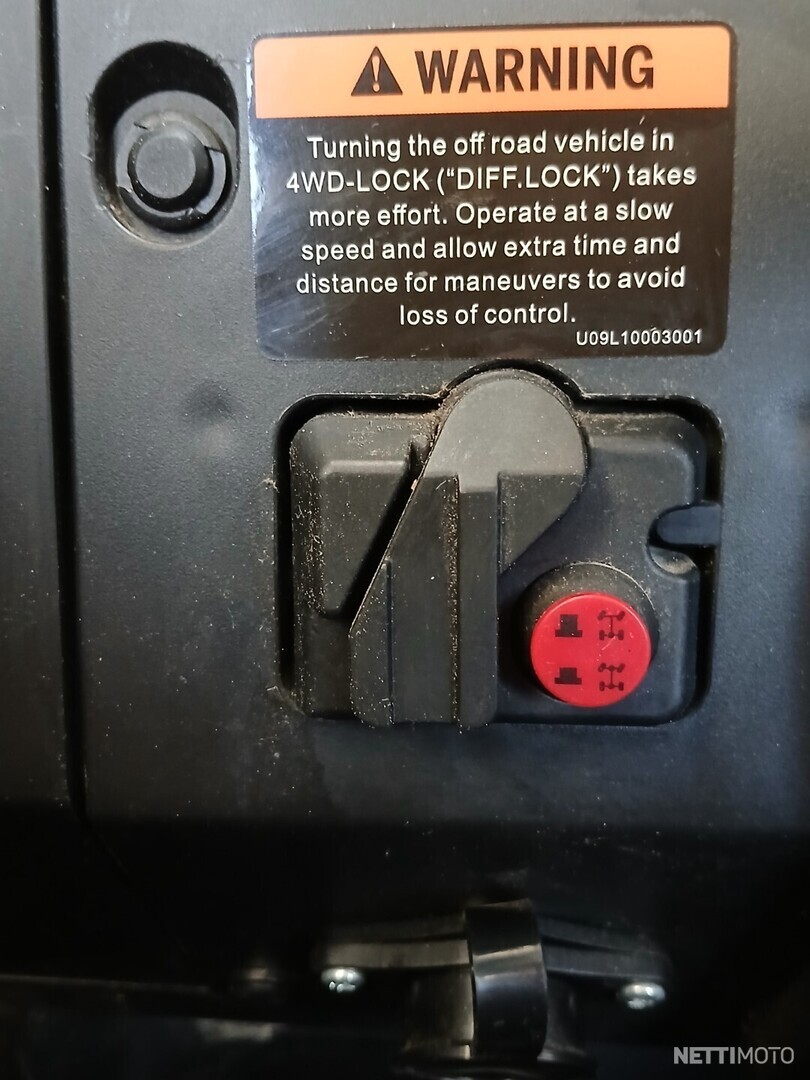 WARNING
Turning the off road vehicle in
4WD-LOCK (“DIFF.LOCK”) takes
more effort. Operate at a slow
speed and allow extra time and
distance for maneuvers to avoid
loss of control.
U09L10003001
NETTIMOTO